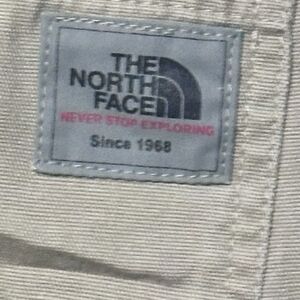 THE
NORTH
FACE
NEVER STOP EXPLORING
Since 1968